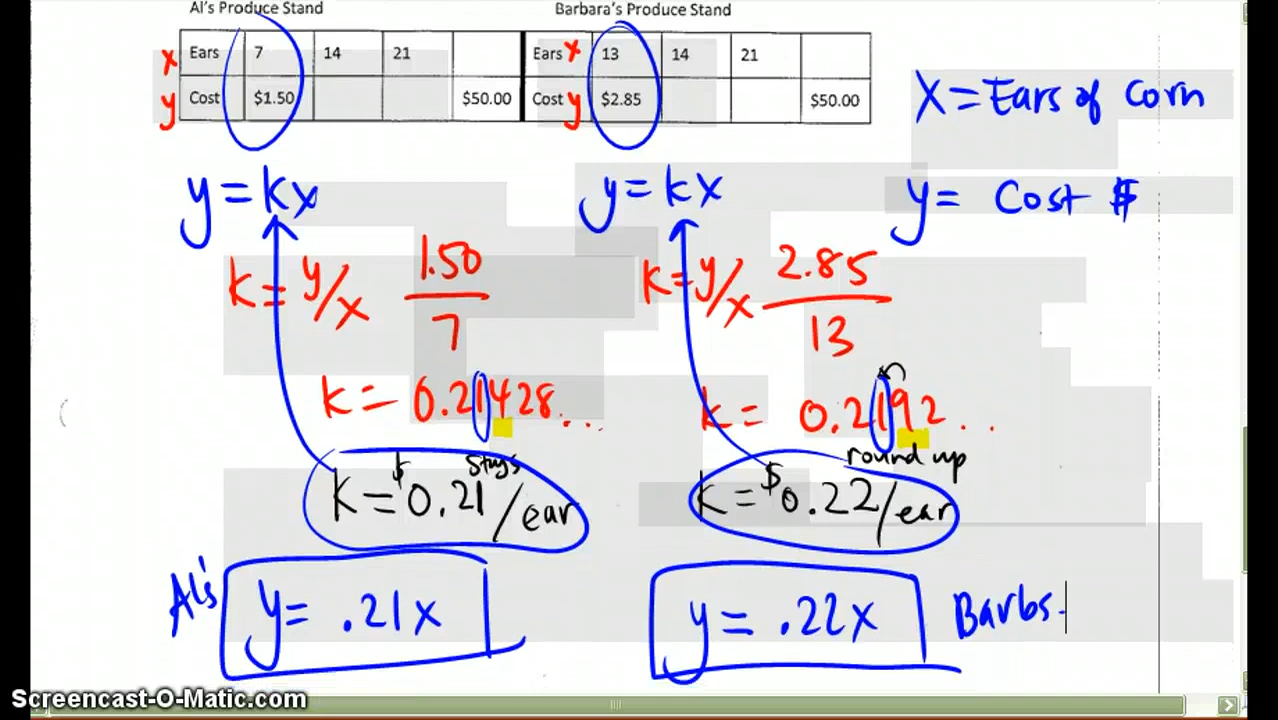 Al's Produce Stand Barbara's Produce Stand
x Ears 7 14 21 Ears x 13 14 21
y Cost $1.50 $50.00 Cost y $2.85 $50.00
x = Ears of Corn
y = kx y = kx y = Cost $
k = y/x 1.50/7 k = y/x 2.85/13
k = 0.21428... k = 0.2192...
stays round up
k = $0.21/ear k = $0.22/ear
Al's y = .21x y = .22x Barbs
Screencast-O-Matic.com